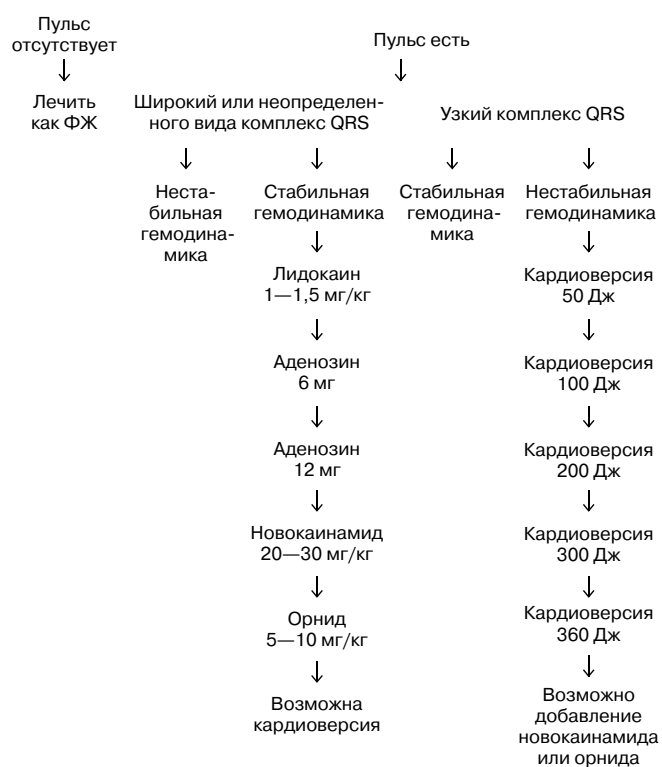 Пульс
отсутствует
Пульс есть
Лечить
как ФЖ
Широкий или неопределен-
ного вида комплекс QRS
Узкий комплекс QRS
Неста-
бильная
гемодина-
мика
Стабильная
гемодинамика
Стабильная
гемодина-
мика
Нестабильная
гемодинамика
Лидокаин
1—1,5 мг/кг
Кардиоверсия
50 Дж
Аденозин
6 мг
Кардиоверсия
100 Дж
Аденозин
12 мг
Кардиоверсия
200 Дж
Новокаинамид
20—30 мг/кг
Кардиоверсия
300 Дж
Орнид
5—10 мг/кг
Кардиоверсия
360 Дж
Возможна
кардиоверсия
Возможно
добавление
новокаинамида
или орнида